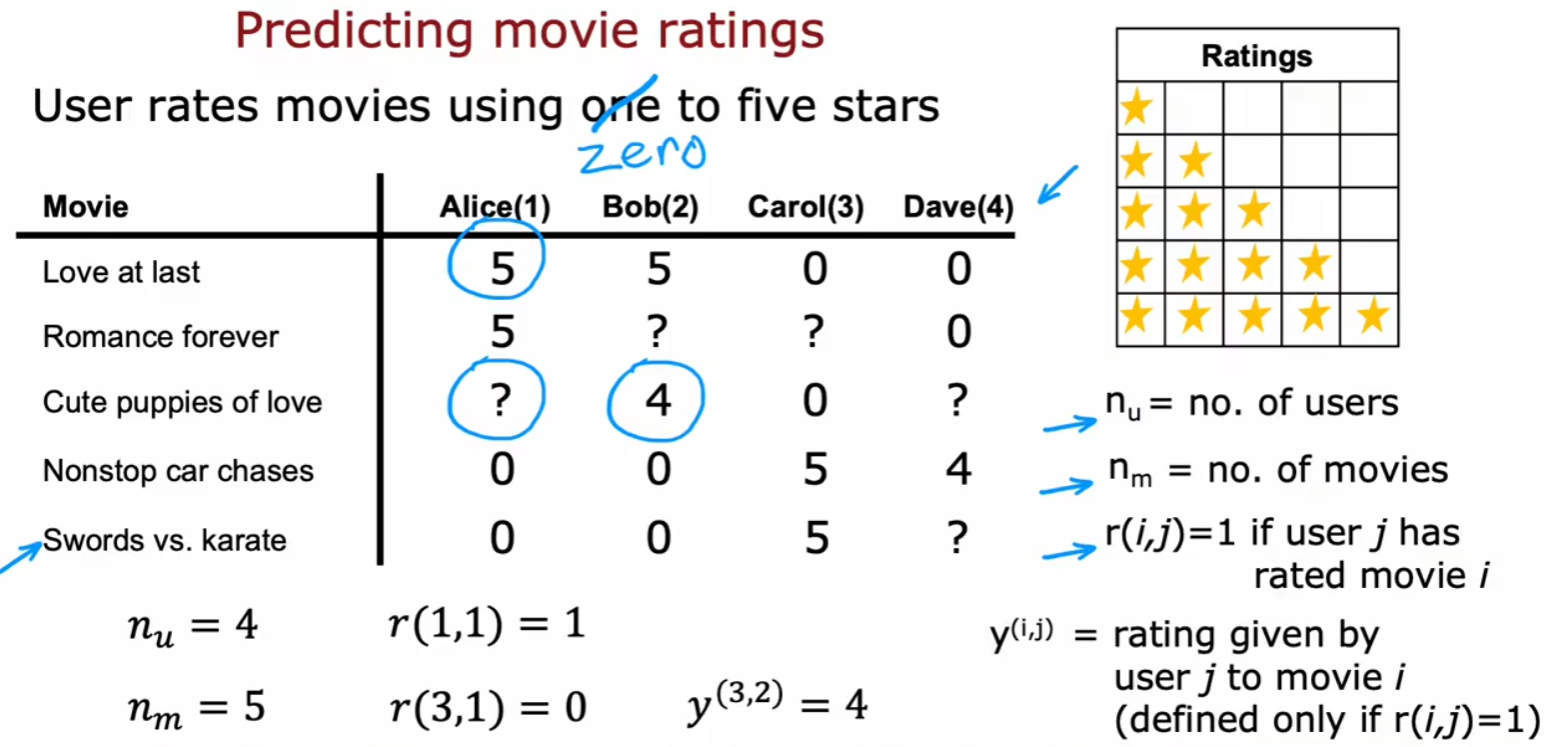 Predicting movie ratings
User rates movies using one to five stars
zero
Movie Alice(1) Bob(2) Carol(3) Dave(4)
Love at last 5 5 0 0
Romance forever 5 ? ? 0
Cute puppies of love ? 4 0 ?
Nonstop car chases 0 0 5 4
Swords vs. karate 0 0 5 ?
n_u = 4 r(1,1) = 1
n_m = 5 r(3,1) = 0 y^(3,2) = 4
Ratings
n_u = no. of users
n_m = no. of movies
r(i,j)=1 if user j has
rated movie i
y^(i,j) = rating given by
user j to movie i
(defined only if r(i,j)=1)